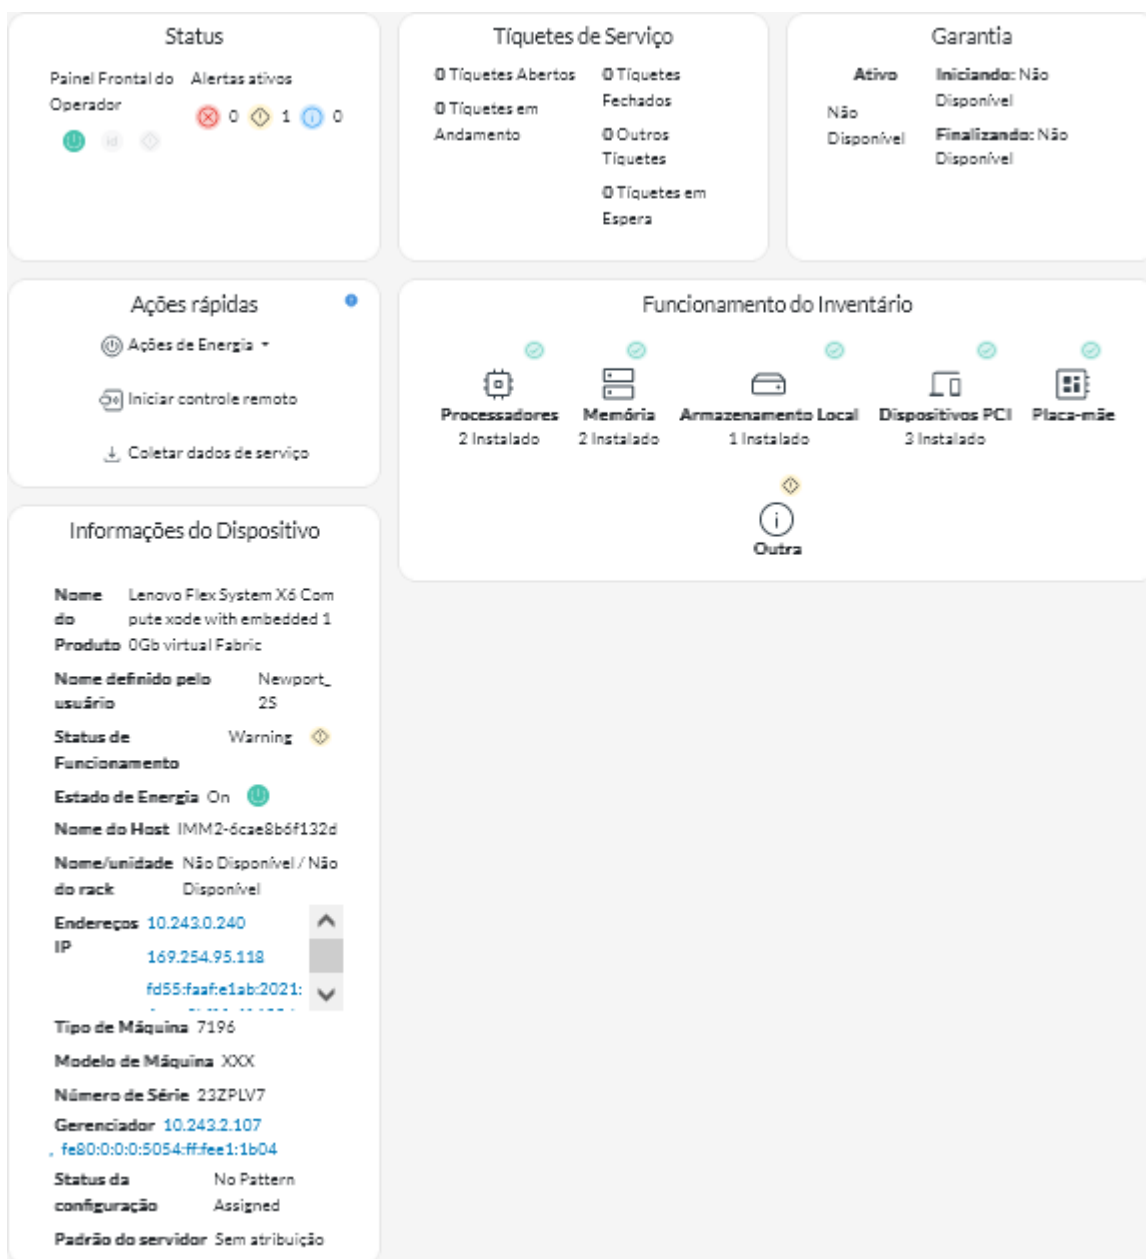 Status
Painel Frontal do
Operador
Alertas ativos
0 1 0
Tíquetes de Serviço
0 Tíquetes Abertos
0 Tíquetes em
Andamento
0 Tíquetes
Fechados
0 Outros
Tíquetes
0 Tíquetes em
Espera
Garantia
Ativo
Não
Disponível
Iniciando: Não
Disponível
Finalizando: Não
Disponível
Ações rápidas
Ações de Energia
Iniciar controle remoto
Coletar dados de serviço
Funcionamento do Inventário
Processadores
2 Instalado
Memória
2 Instalado
Armazenamento Local
1 Instalado
Dispositivos PCI
3 Instalado
Placa-mãe
Outra
Informações do Dispositivo
Nome
do
Produto
Lenovo Flex System X6 Com
pute xode with embedded 1
0Gb virtual Fabric
Nome definido pelo
usuário
Newport_
2S
Status de
Funcionamento
Warning
Estado de Energia On
Nome do Host IMM2-6cae8b6f132d
Nome/unidade
do rack
Não Disponível / Não
Disponível
Endereços
IP
10.243.0.240
169.254.95.118
fd55:faaf:e1ab:2021:
Tipo de Máquina 7196
Modelo de Máquina XXX
Número de Série 23ZPLV7
Gerenciador 10.243.2.107
, fe80:0:0:0:5054:ff:fee1:1b04
Status da
configuração
No Pattern
Assigned
Padrão do servidor Sem atribuição